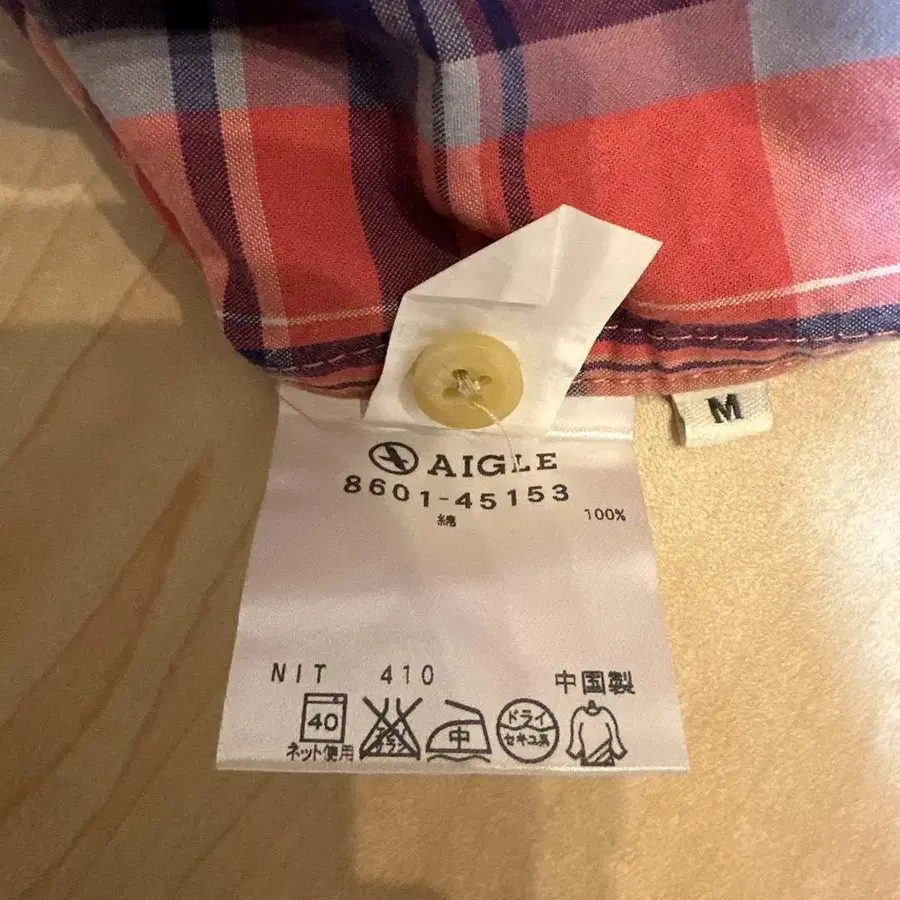 M
AIGLE
8601-45153
綿 100%
NIT 410 中国製
40 中 ドライ
ネット使用 セキユ系